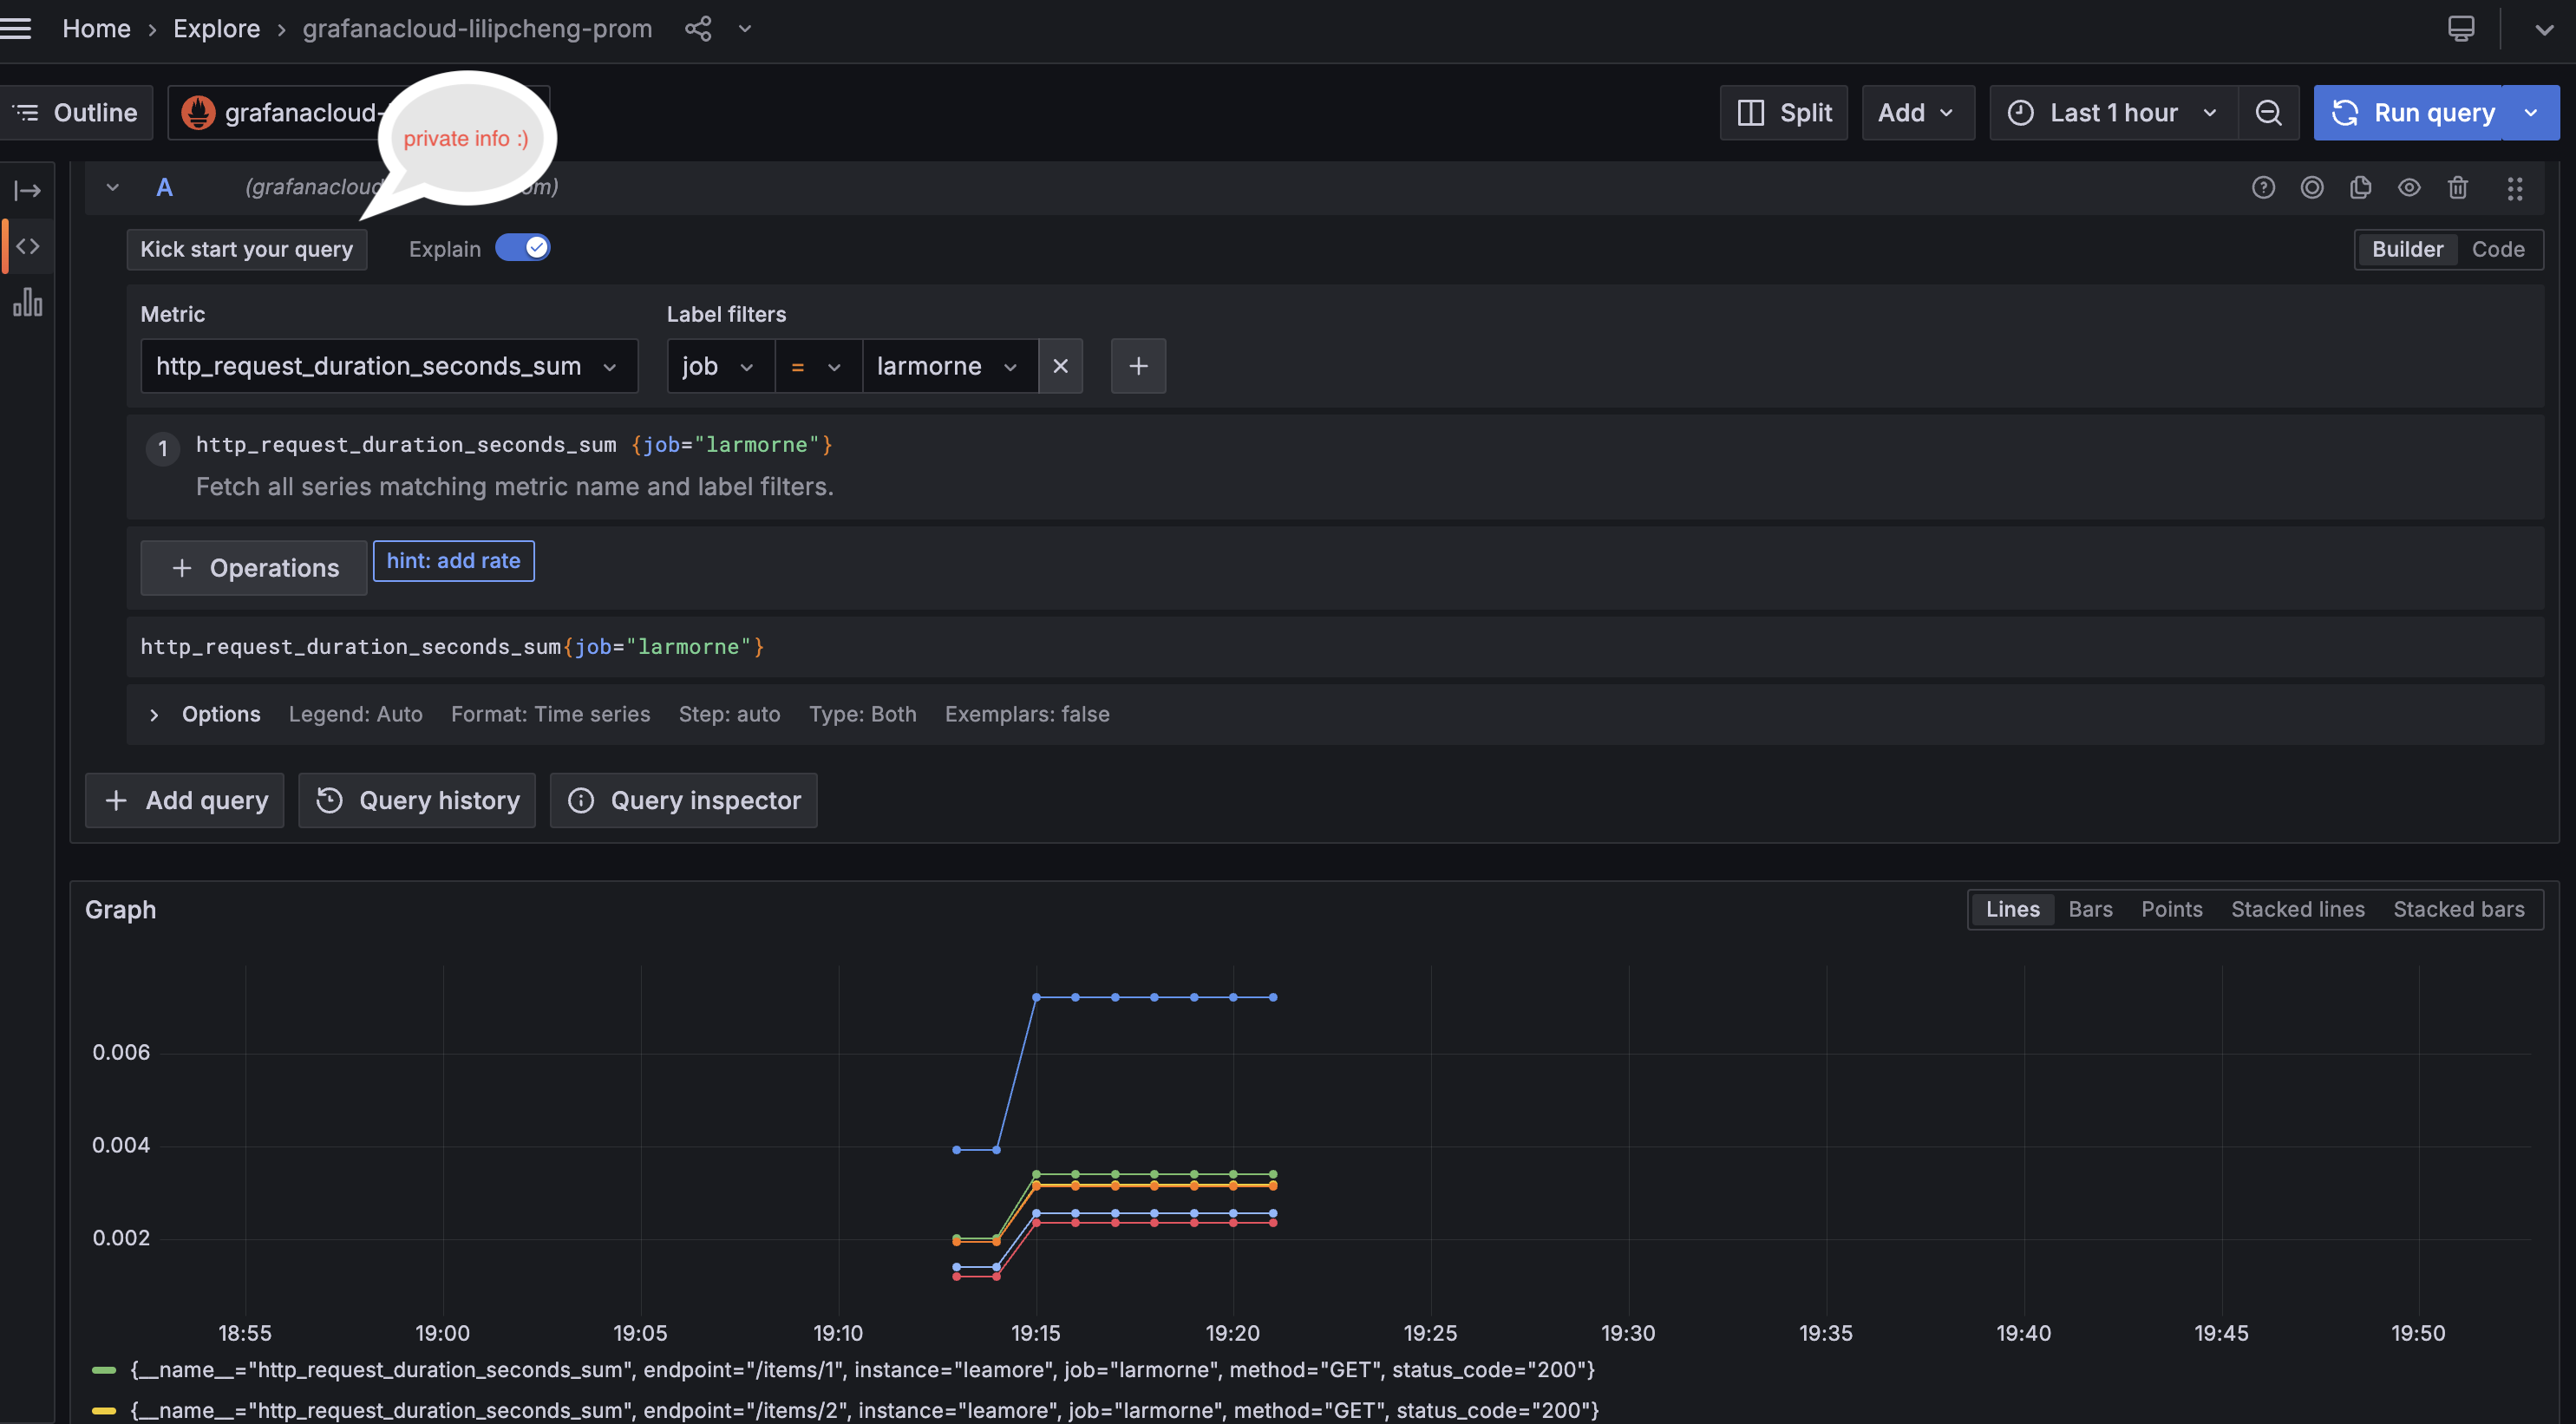 Home › Explore › grafanacloud-lilipcheng-prom
Outline grafanacloud- Split Add Last 1 hour Run query
private info :)
A (grafanacloud om)
Kick start your query Explain Builder Code
Metric Label filters
http_request_duration_seconds_sum job = larmorne
1 http_request_duration_seconds_sum {job="larmorne"}
Fetch all series matching metric name and label filters.
+ Operations hint: add rate
http_request_duration_seconds_sum{job="larmorne"}
Options Legend: Auto Format: Time series Step: auto Type: Both Exemplars: false
+ Add query Query history Query inspector
Graph Lines Bars Points Stacked lines Stacked bars
0.006
0.004
0.002
18:55 19:00 19:05 19:10 19:15 19:20 19:25 19:30 19:35 19:40 19:45 19:50
{__name__="http_request_duration_seconds_sum", endpoint="/items/1", instance="leamore", job="larmorne", method="GET", status_code="200"}
{__name__="http_request_duration_seconds_sum", endpoint="/items/2", instance="leamore", job="larmorne", method="GET", status_code="200"}